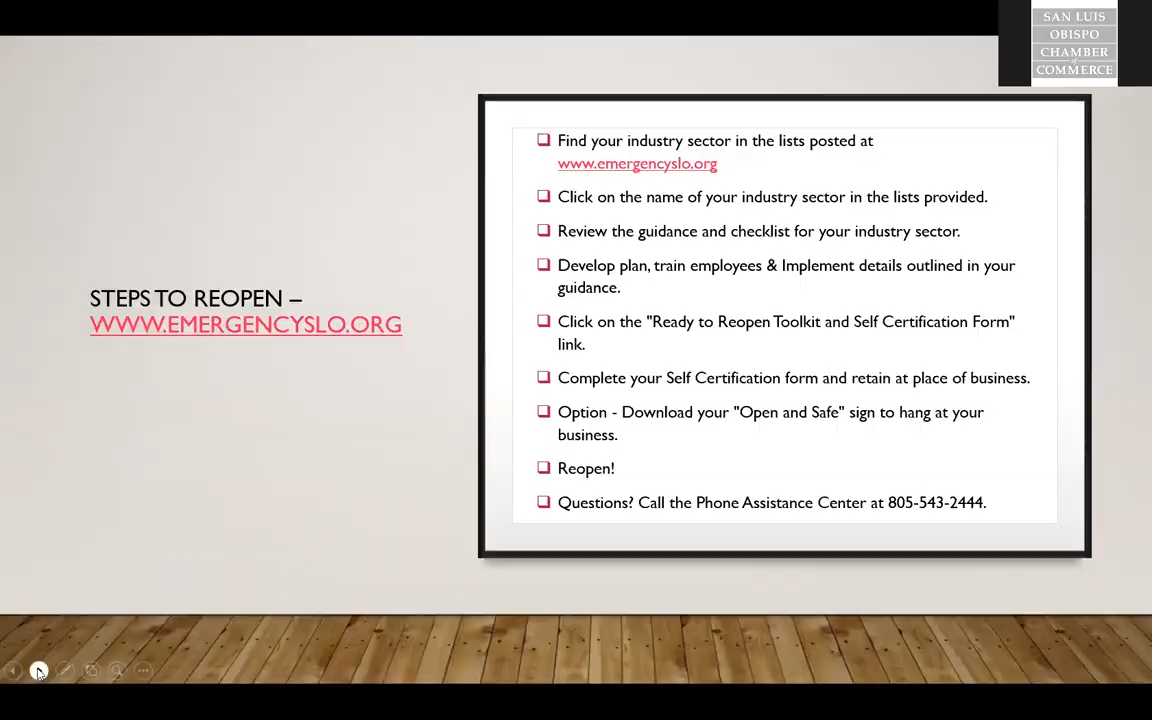 SAN LUIS
OBISPO
CHAMBER
of
COMMERCE
STEPS TO REOPEN –
WWW.EMERGENCYSLO.ORG
Find your industry sector in the lists posted at
www.emergencyslo.org
Click on the name of your industry sector in the lists provided.
Review the guidance and checklist for your industry sector.
Develop plan, train employees & Implement details outlined in your
guidance.
Click on the "Ready to Reopen Toolkit and Self Certification Form"
link.
Complete your Self Certification form and retain at place of business.
Option - Download your "Open and Safe" sign to hang at your
business.
Reopen!
Questions? Call the Phone Assistance Center at 805-543-2444.